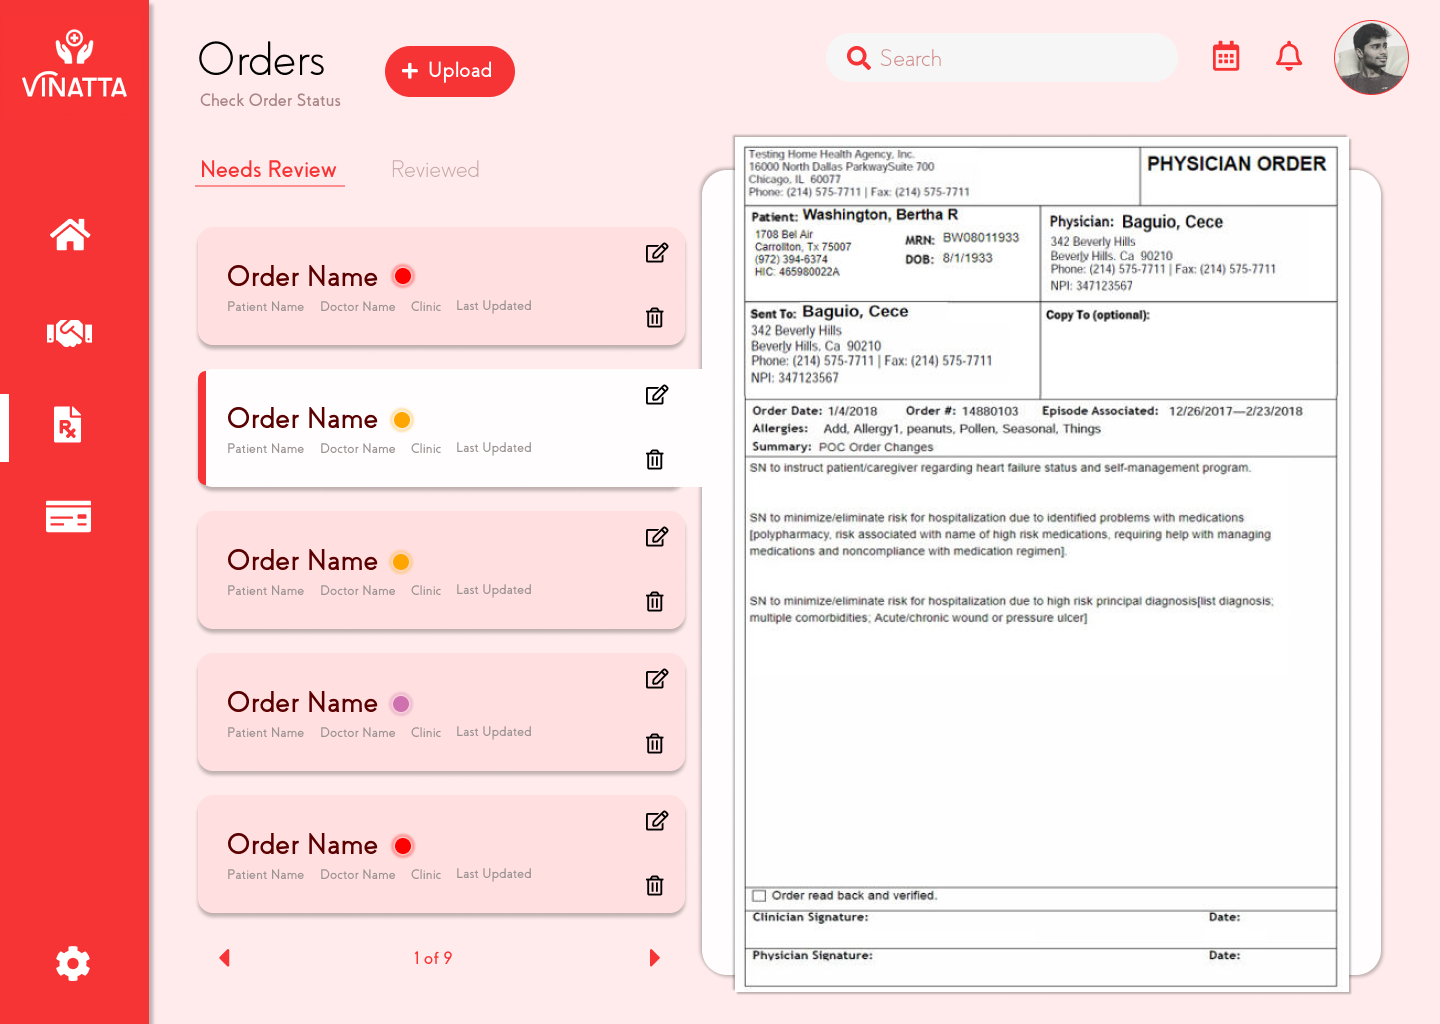 VINATTA
Orders
Check Order Status
+ Upload
Search
Needs Review
Reviewed
Order Name
Patient Name Doctor Name Clinic Last Updated
Order Name
Patient Name Doctor Name Clinic Last Updated
Rx
Order Name
Patient Name Doctor Name Clinic Last Updated
Order Name
Patient Name Doctor Name Clinic Last Updated
Order Name
Patient Name Doctor Name Clinic Last Updated
1 of 9
Testing Home Health Agency, Inc.
16000 North Dallas ParkwaySuite 700
Chicago, IL 60077
Phone: (214) 575-7711 | Fax: (214) 575-7711
PHYSICIAN ORDER
Patient: Washington, Bertha R
1708 Bel Air
Carrollton, Tx 75007
(972) 394-6374
HIC: 465980022A
MRN: BW08011933
DOB: 8/1/1933
Physician: Baguio, Cece
342 Beverly Hills
Beverly Hills, Ca 90210
Phone: (214) 575-7711 | Fax: (214) 575-7711
NPI: 347123567
Sent To: Baguio, Cece
342 Beverly Hills
Beverly Hills, Ca 90210
Phone: (214) 575-7711 | Fax: (214) 575-7711
NPI: 347123567
Copy To (optional):
Order Date: 1/4/2018 Order #: 14880103 Episode Associated: 12/26/2017—2/23/2018
Allergies: Add, Allergy1, peanuts, Pollen, Seasonal, Things
Summary: POC Order Changes
SN to instruct patient/caregiver regarding heart failure status and self-management program.
SN to minimize/eliminate risk for hospitalization due to identified problems with medications
[polypharmacy, risk associated with name of high risk medications, requiring help with managing
medications and noncompliance with medication regimen].
SN to minimize/eliminate risk for hospitalization due to high risk principal diagnosis[list diagnosis;
multiple comorbidities; Acute/chronic wound or pressure ulcer]
Order read back and verified.
Clinician Signature: Date:
Physician Signature: Date: